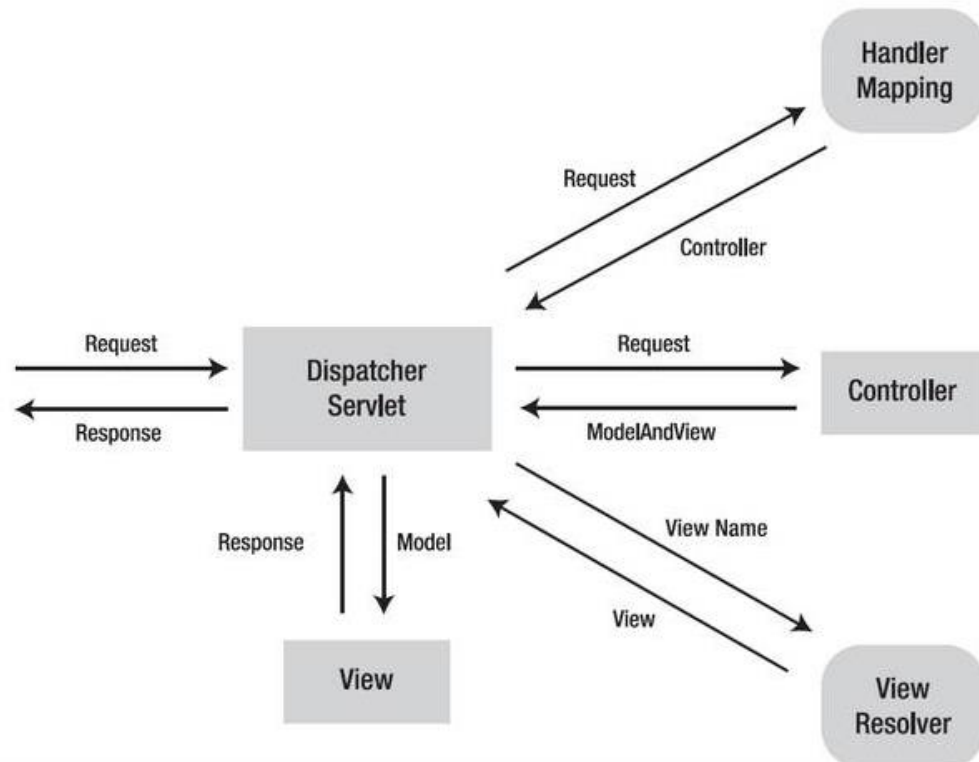 Handler
Mapping
Request
Controller
Request
Dispatcher
Servlet
Request
Controller
Response
ModelAndView
Response
Model
View Name
View
View
View
Resolver